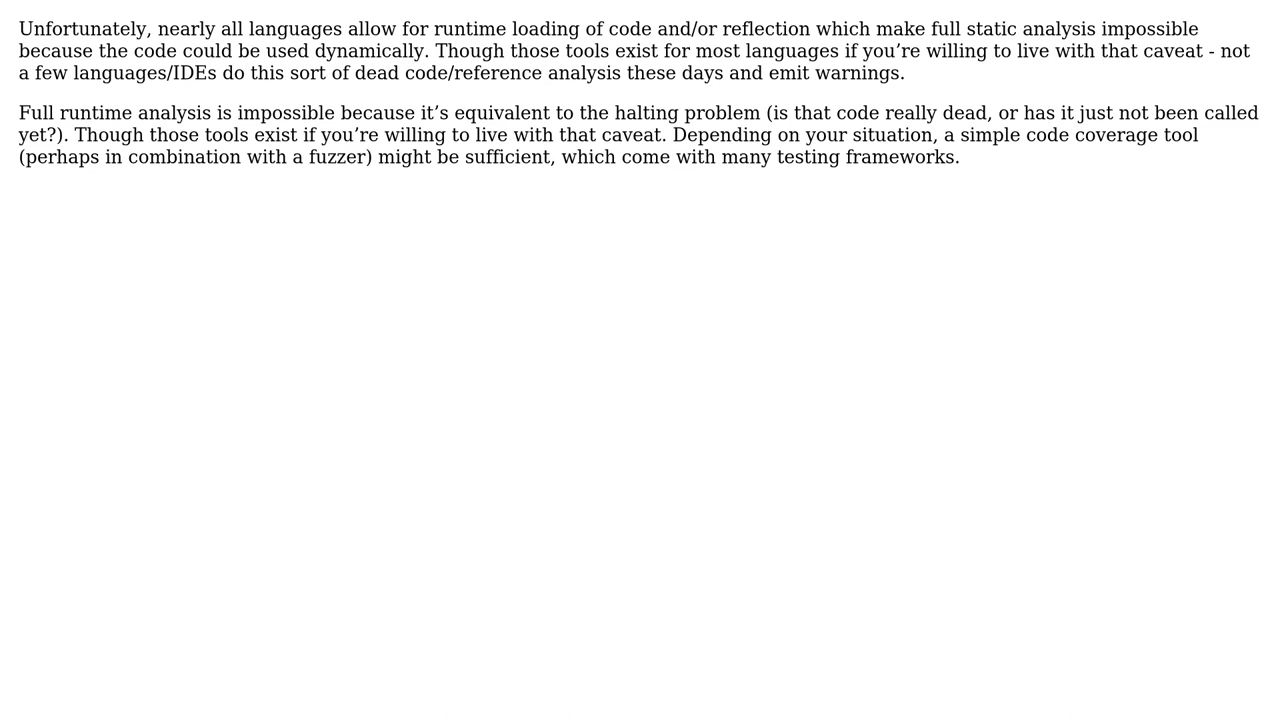 Unfortunately, nearly all languages allow for runtime loading of code and/or reflection which make full static analysis impossible
because the code could be used dynamically. Though those tools exist for most languages if you’re willing to live with that caveat - not
a few languages/IDEs do this sort of dead code/reference analysis these days and emit warnings.
Full runtime analysis is impossible because it’s equivalent to the halting problem (is that code really dead, or has it just not been called
yet?). Though those tools exist if you’re willing to live with that caveat. Depending on your situation, a simple code coverage tool
(perhaps in combination with a fuzzer) might be sufficient, which come with many testing frameworks.